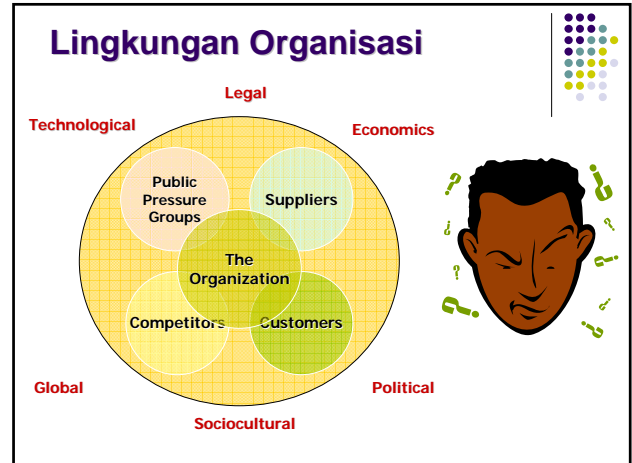 Lingkungan Organisasi
Legal
Technological
Economics
Public
Pressure
Groups
Suppliers
The
Organization
Competitors
Customers
Global
Political
Sociocultural